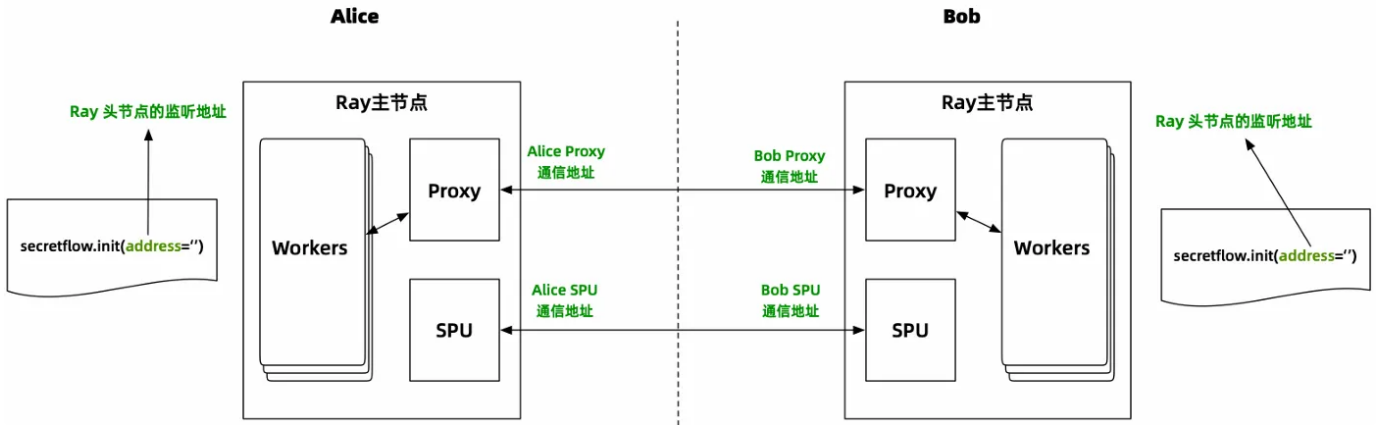 Alice
Bob
Ray主节点
Ray主节点
Ray 头节点的监听地址
Ray 头节点的监听地址
Alice Proxy
通信地址
Bob Proxy
通信地址
Proxy
Proxy
secretflow.init(address=‘’)
Workers
Workers
secretflow.init(address=‘’)
Alice SPU
通信地址
Bob SPU
通信地址
SPU
SPU